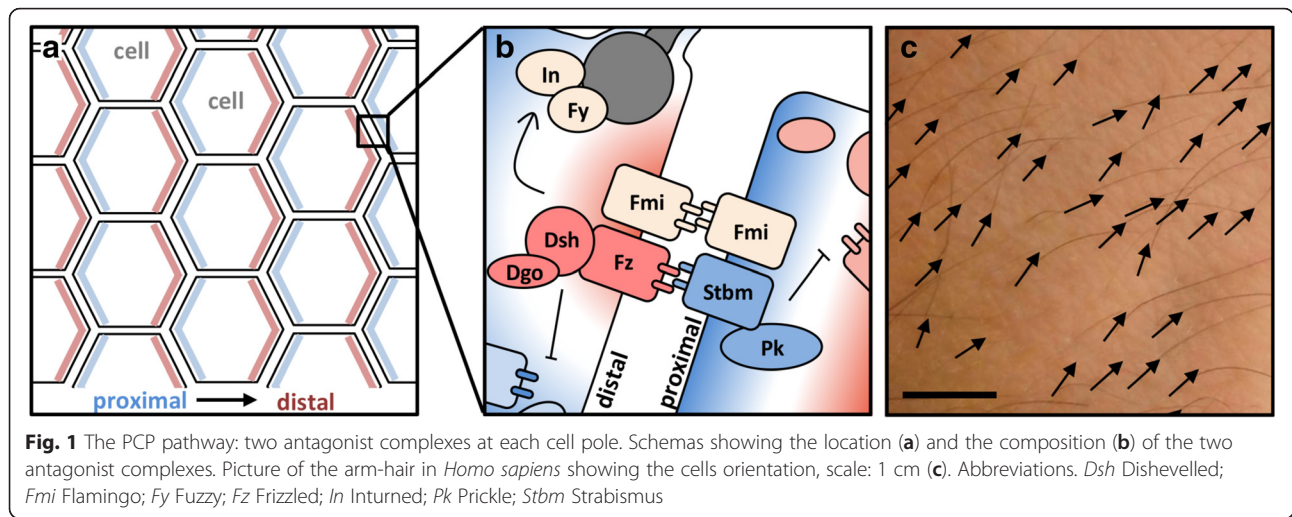 a
cell
cell
proximal → distal
b
In
Fy
Fmi
Fmi
Dsh
Dgo
Fz
Stbm
Pk
distal
proximal
c
Fig. 1 The PCP pathway: two antagonist complexes at each cell pole. Schemas showing the location (a) and the composition (b) of the two
antagonist complexes. Picture of the arm-hair in Homo sapiens showing the cells orientation, scale: 1 cm (c). Abbreviations. Dsh Dishevelled;
Fmi Flamingo; Fy Fuzzy; Fz Frizzled; In Inturned; Pk Prickle; Stbm Strabismus